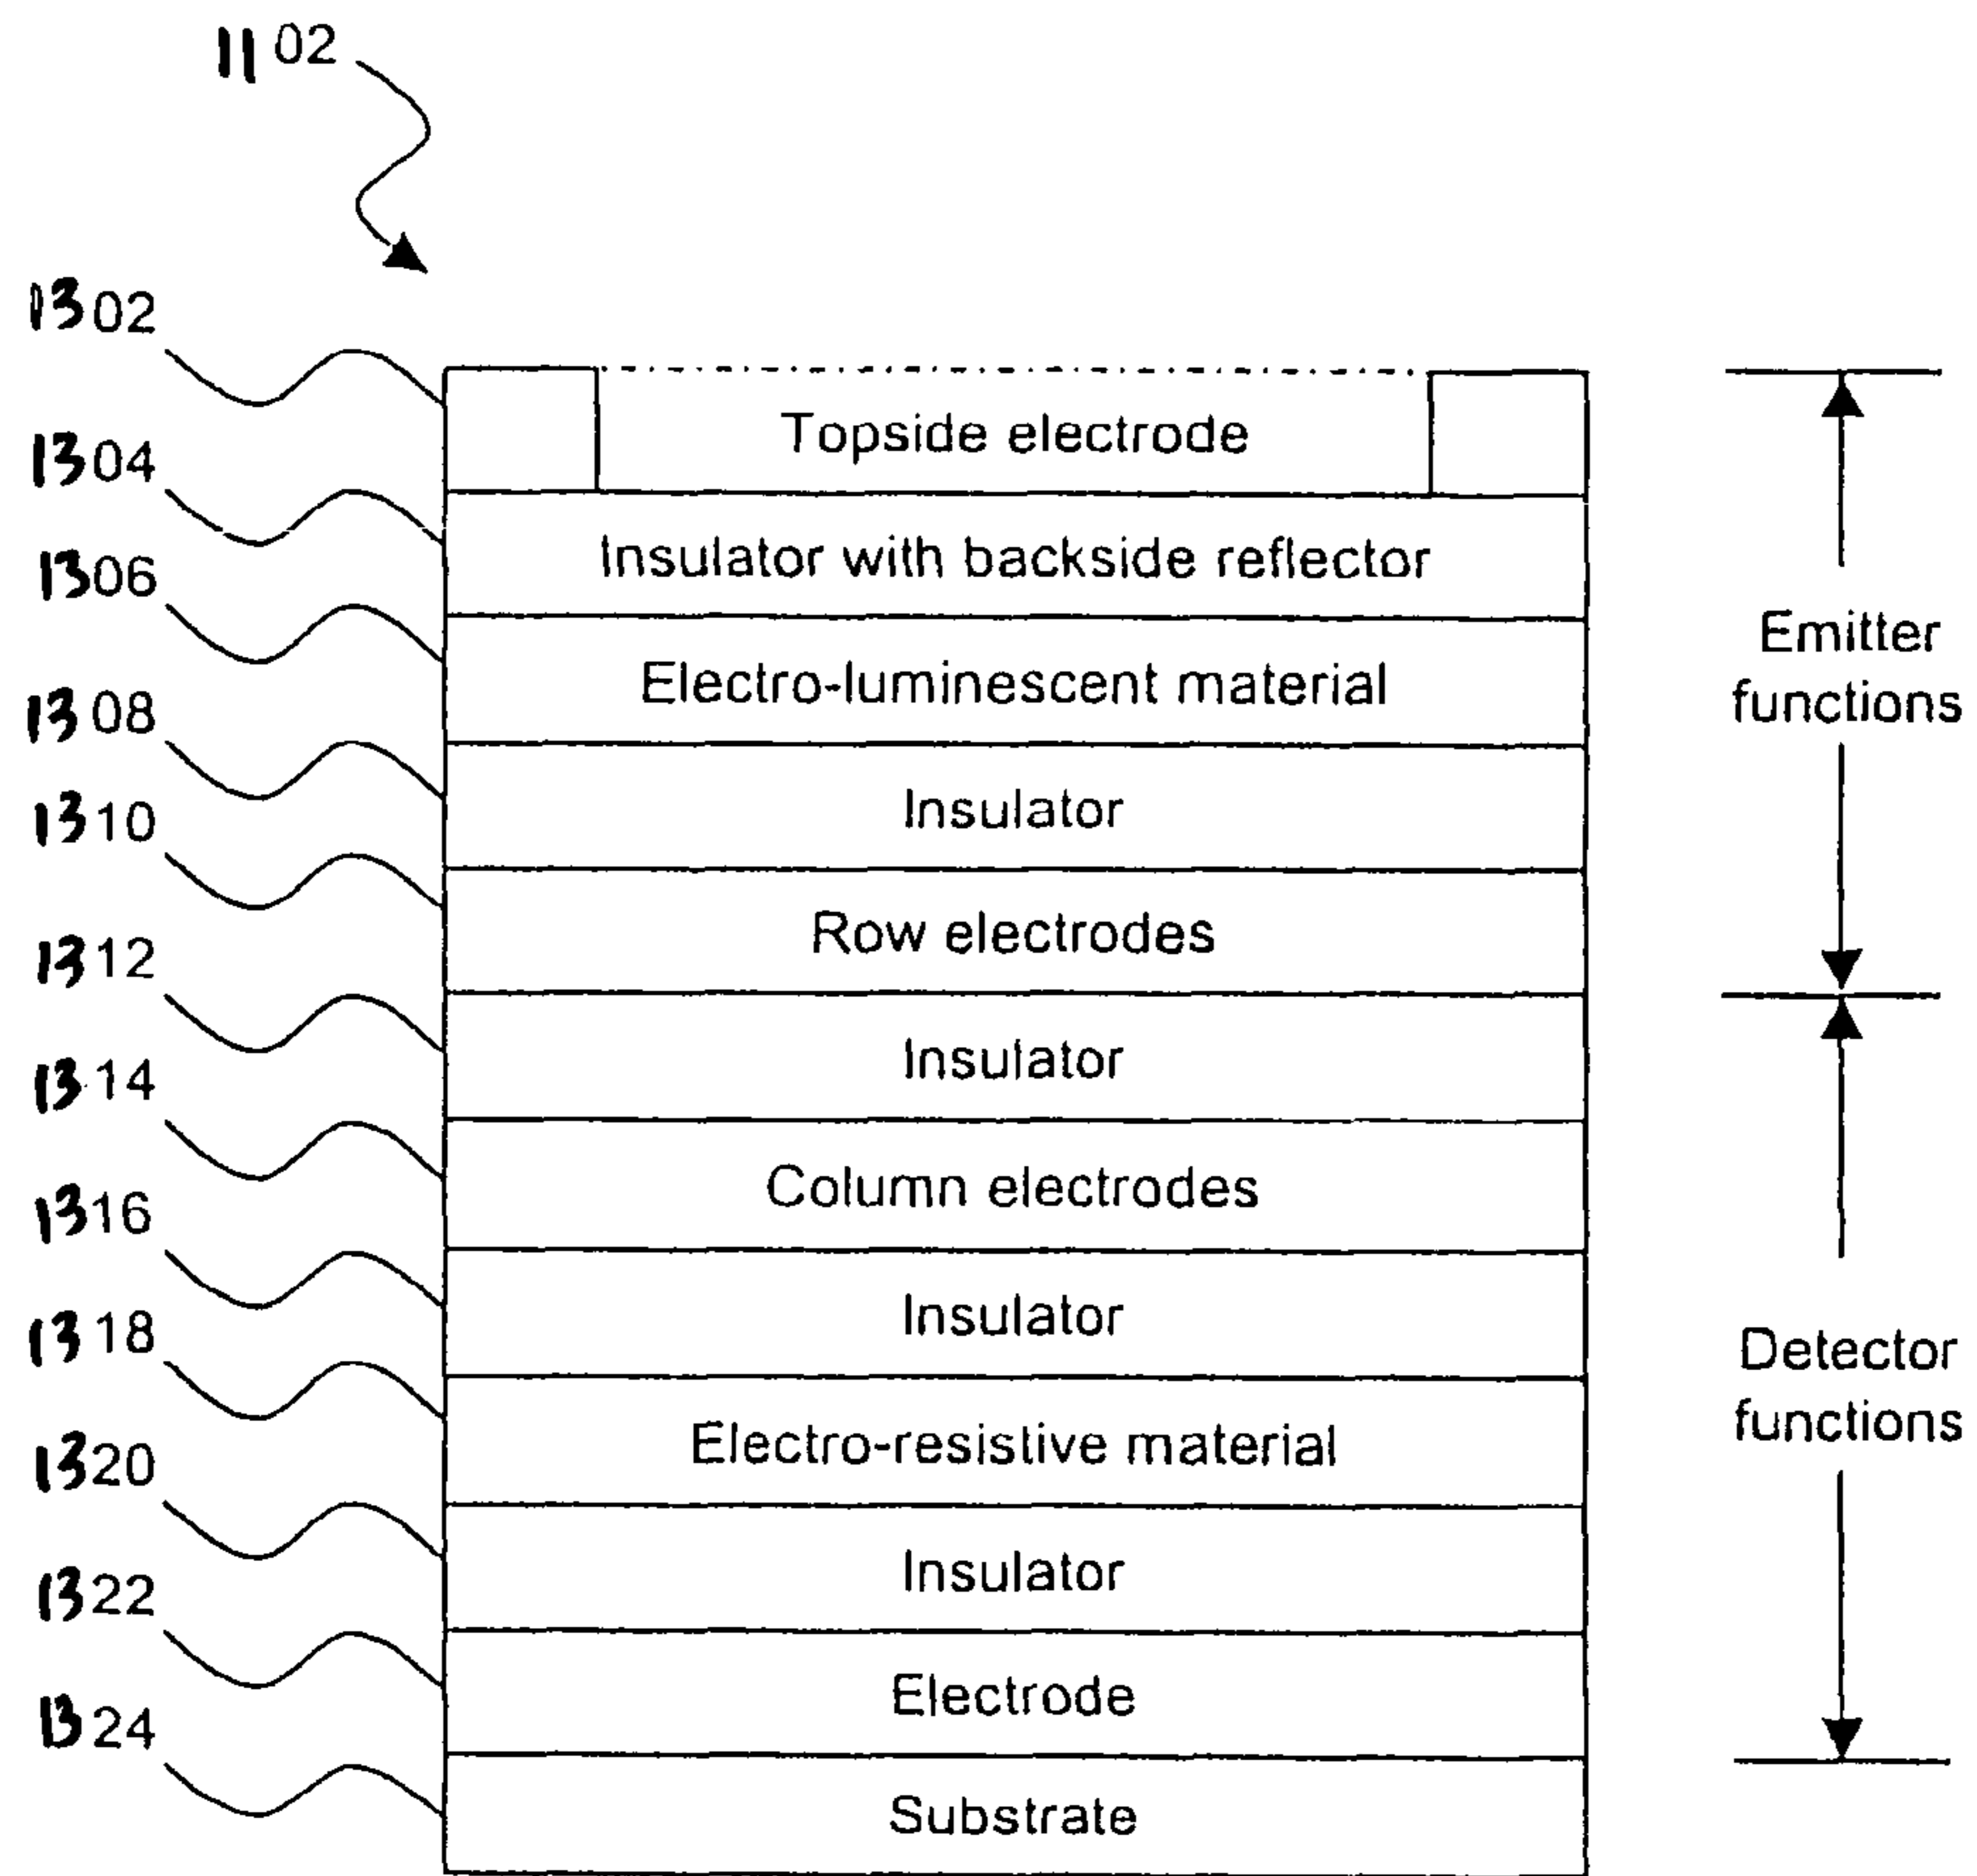 1102
1302
1304
1306
1308
1310
1312
1314
1316
1318
1320
1322
1324
Topside electrode
Insulator with backside reflector
Electro-luminescent material
Insulator
Row electrodes
Insulator
Column electrodes
Insulator
Electro-resistive material
Insulator
Electrode
Substrate
Emitter
functions
Detector
functions